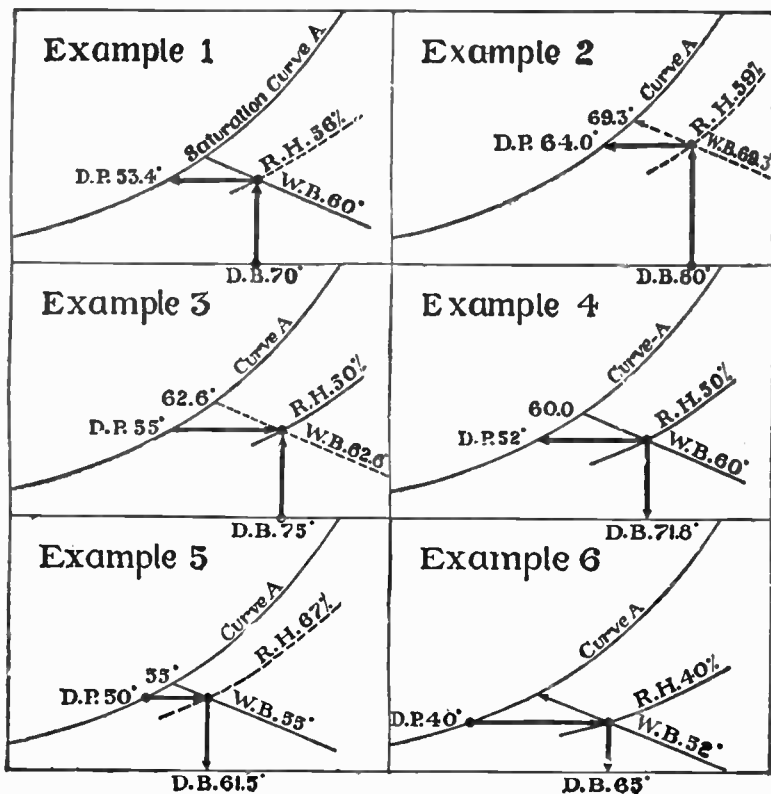 Example 1
Saturation Curve A
R.H. 56%
D.P. 53.4°
W.B. 60°
D.B. 70°
Example 2
Curve A
69.3°
R.H. 59%
D.P. 64.0°
W.B. 69.3
D.B. 80°
Example 3
Curve A
62.6°
R.H. 50%
D.P. 55°
W.B. 62.6°
D.B. 75°
Example 4
Curve-A
60.0
R.H. 50%
D.P. 52°
W.B. 60°
D.B. 71.8°
Example 5
Curve A
R.H. 67%
55°
D.P. 50°
W.B. 55°
D.B. 61.5°
Example 6
Curve A
R.H. 40%
D.P. 40°
W.B. 52°
D.B. 65°